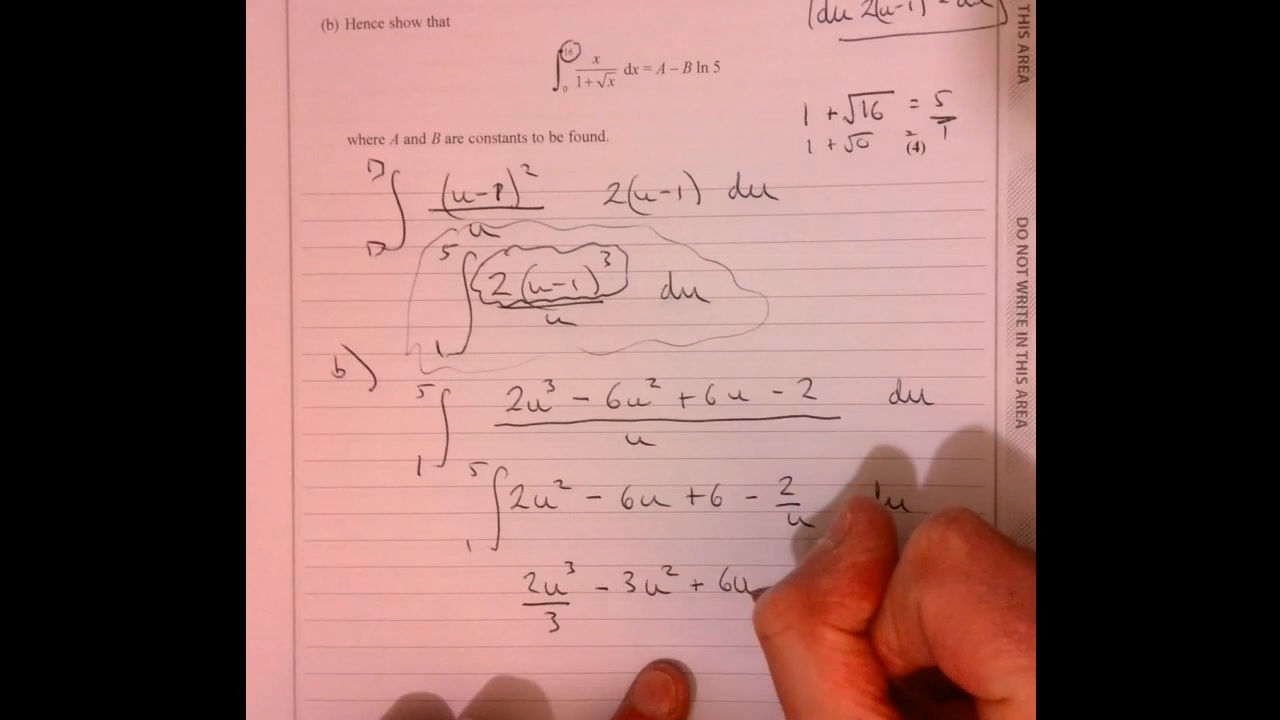 (b) Hence show that
∫₀¹⁶ x/(1+√x) dx = A – B ln 5
where A and B are constants to be found.
(4)
1 + √16 = 5
1 + √0 = 1
∫ (u-1)²/u 2(u-1) du
∫₁⁵ 2(u-1)³/u du
b)
∫₁⁵ (2u³ - 6u² + 6u - 2)/u du
∫₁⁵ 2u² - 6u + 6 - 2/u du
2u³/3 - 3u² + 6u
THIS AREA
DO NOT WRITE IN THIS AREA